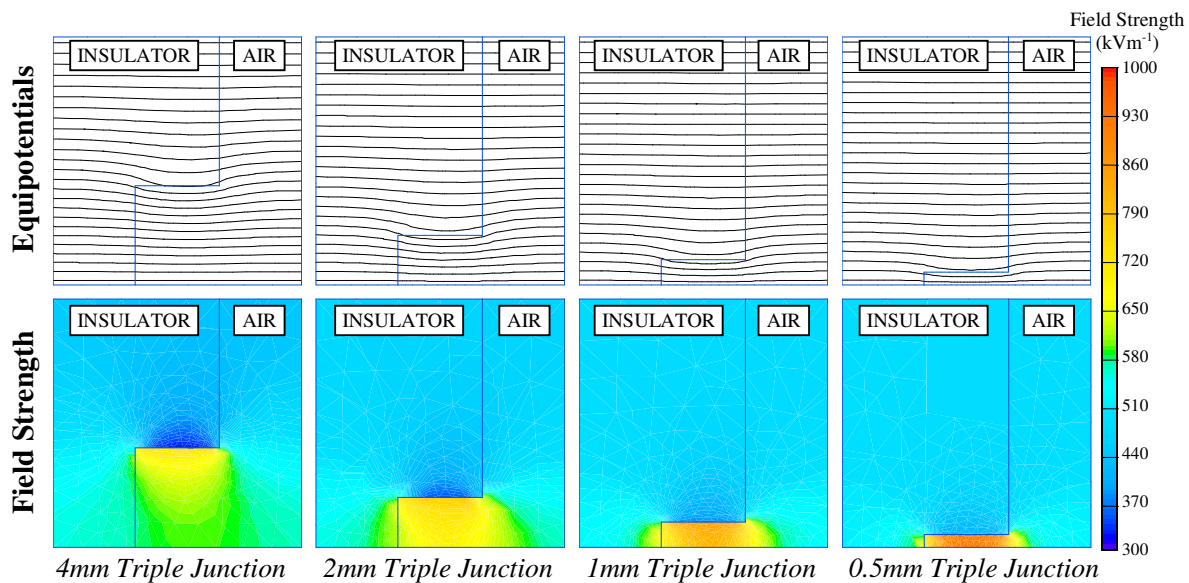 Field Strength
(kVm⁻¹)
INSULATOR AIR INSULATOR AIR INSULATOR AIR INSULATOR AIR
Equipotentials
1000
930
860
790
720
650
580
510
440
370
300
INSULATOR AIR INSULATOR AIR INSULATOR AIR INSULATOR AIR
Field Strength
4mm Triple Junction 2mm Triple Junction 1mm Triple Junction 0.5mm Triple Junction